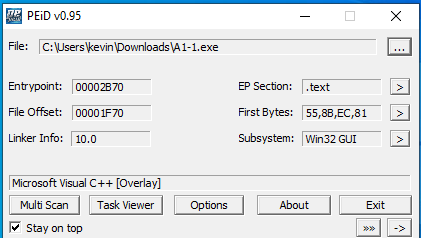 PEiD v0.95
File: C:\Users\kevin\Downloads\A1-1.exe ...
Entrypoint: 00002B70 EP Section: .text >
File Offset: 00001F70 First Bytes: 55,8B,EC,81 >
Linker Info: 10.0 Subsystem: Win32 GUI >
Microsoft Visual C++ [Overlay]
Multi Scan Task Viewer Options About Exit
Stay on top »» ->